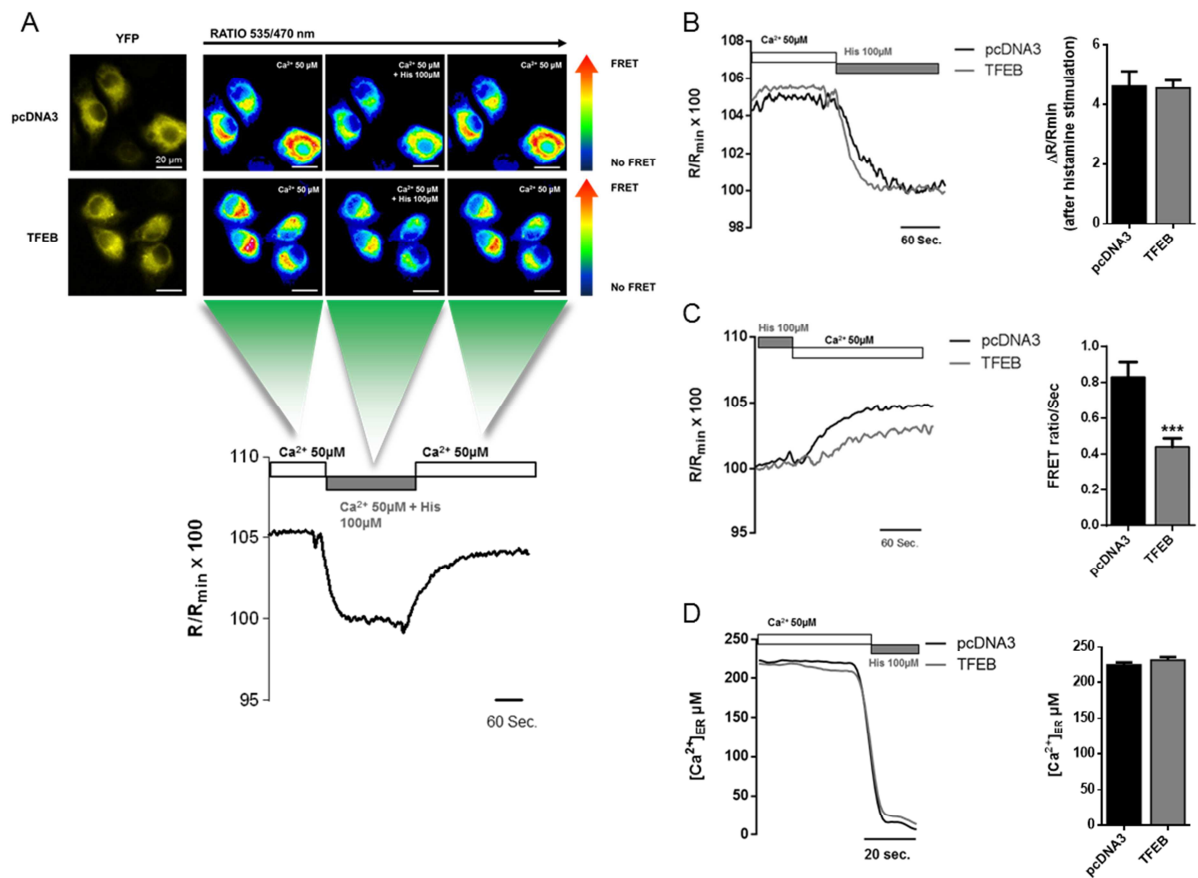 A
YFP
RATIO 535/470 nm
pcDNA3
20 µm
Ca²⁺ 50 µM
Ca²⁺ 50 µM
+ His 100µM
Ca²⁺ 50 µM
FRET
No FRET
TFEB
Ca²⁺ 50 µM
Ca²⁺ 50 µM
+ His 100µM
Ca²⁺ 50 µM
FRET
No FRET
110
105
100
95
R/Rmin x 100
Ca²⁺ 50µM
Ca²⁺ 50µM
Ca²⁺ 50µM + His
100µM
60 Sec.
B
108
106
104
102
100
98
R/Rmin x 100
Ca²⁺ 50µM
His 100µM
pcDNA3
TFEB
60 Sec.
6
4
2
0
ΔR/Rmin
(after histamine stimulation)
pcDNA3
TFEB
C
110
105
100
95
R/Rmin x 100
His 100µM
Ca²⁺ 50µM
pcDNA3
TFEB
60 Sec.
1.0
0.8
0.6
0.4
0.2
0.0
FRET ratio/Sec
***
pcDNA3
TFEB
D
250
200
150
100
50
0
[Ca²⁺]ER µM
Ca²⁺ 50µM
His 100µM
pcDNA3
TFEB
20 sec.
250
200
150
100
50
0
[Ca²⁺]ER µM
pcDNA3
TFEB